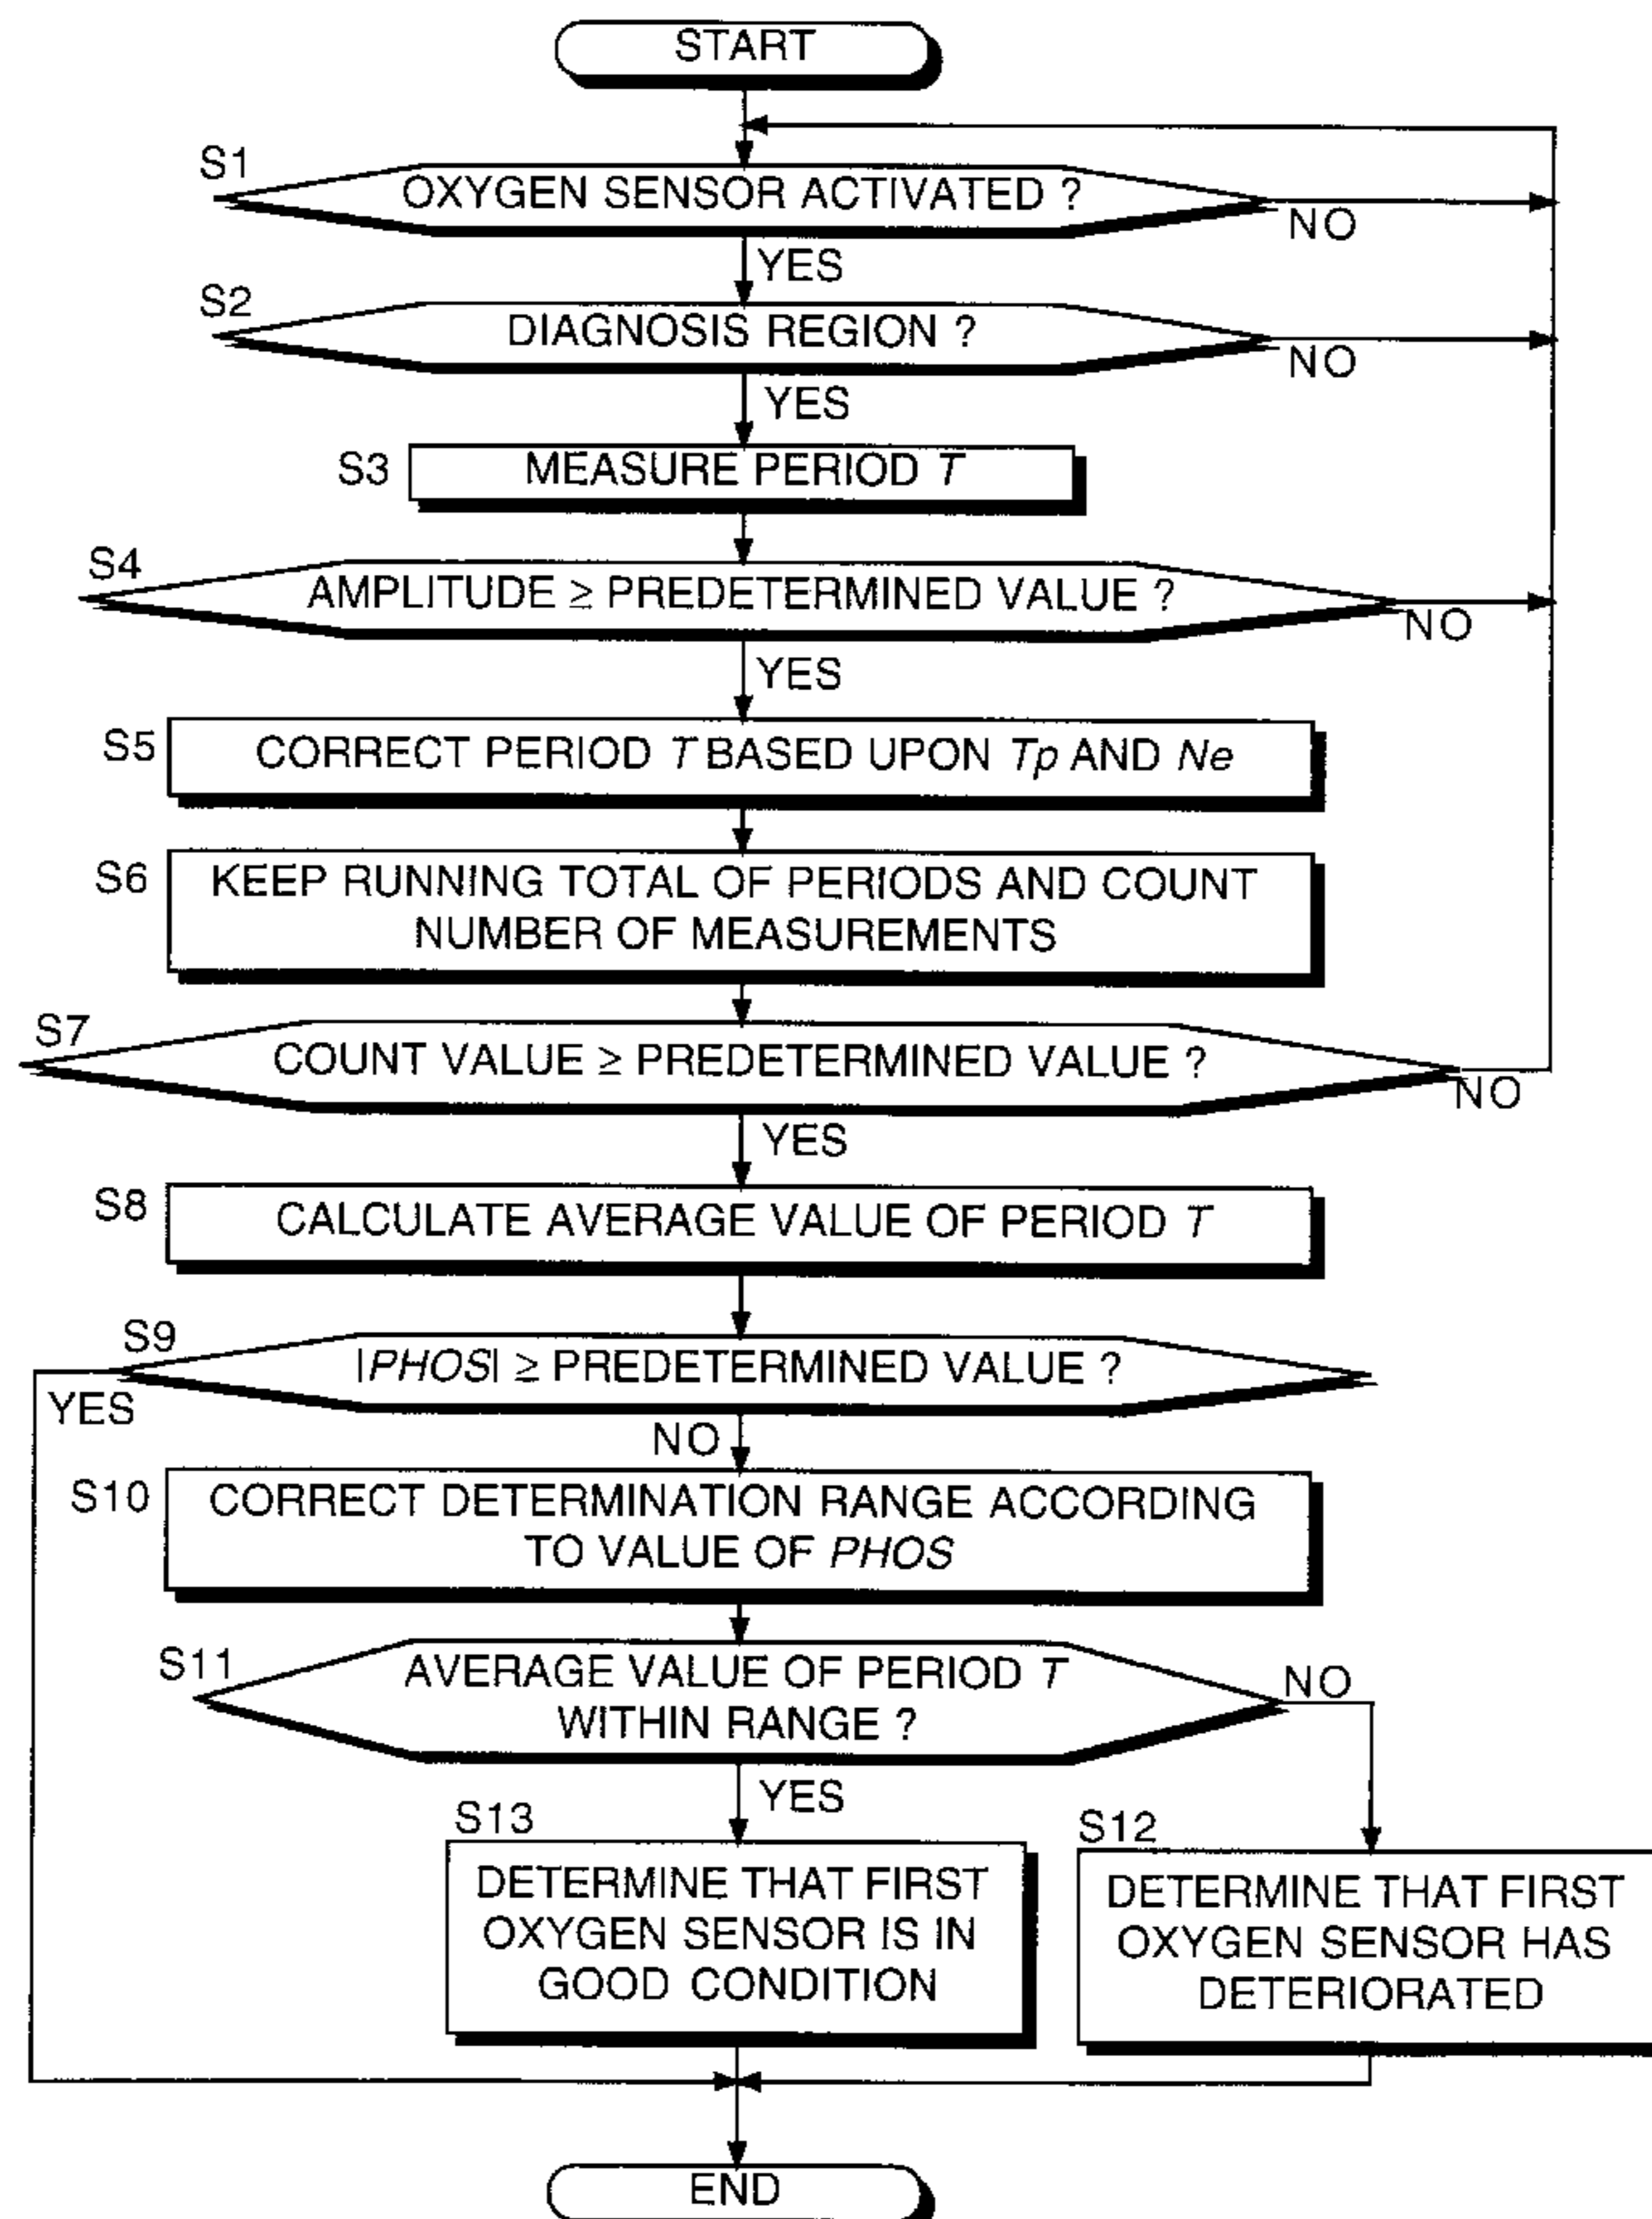 START
S1
OXYGEN SENSOR ACTIVATED ?
NO
YES
S2
DIAGNOSIS REGION ?
NO
YES
S3
MEASURE PERIOD T
S4
AMPLITUDE ≥ PREDETERMINED VALUE ?
NO
YES
S5
CORRECT PERIOD T BASED UPON Tp AND Ne
S6
KEEP RUNNING TOTAL OF PERIODS AND COUNT
NUMBER OF MEASUREMENTS
S7
COUNT VALUE ≥ PREDETERMINED VALUE ?
NO
YES
S8
CALCULATE AVERAGE VALUE OF PERIOD T
S9
|PHOS| ≥ PREDETERMINED VALUE ?
YES
NO
S10
CORRECT DETERMINATION RANGE ACCORDING
TO VALUE OF PHOS
S11
AVERAGE VALUE OF PERIOD T
WITHIN RANGE ?
NO
YES
S13
DETERMINE THAT FIRST
OXYGEN SENSOR IS IN
GOOD CONDITION
S12
DETERMINE THAT FIRST
OXYGEN SENSOR HAS
DETERIORATED
END